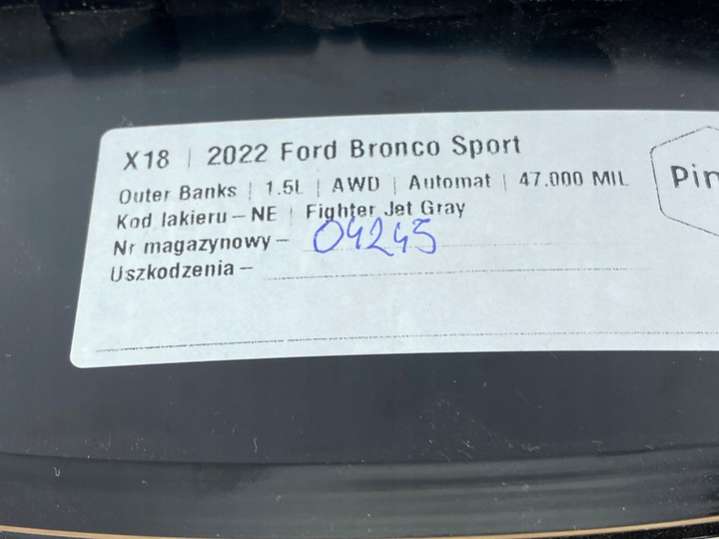 X18 | 2022 Ford Bronco Sport
Outer Banks | 1.5L | AWD | Automat | 47.000 MIL
Kod lakieru – NE | Fighter Jet Gray
Nr magazynowy – 04245
Uszkodzenia –
Pin